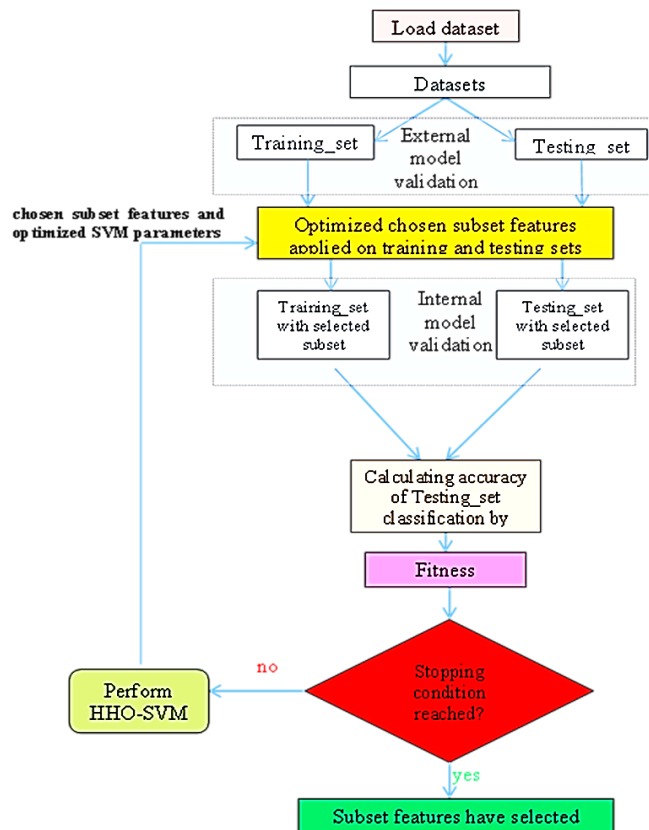 Load dataset
Datasets
Training_set
External
model
validation
Testing_set
chosen subset features and
optimized SVM parameters
Optimized chosen subset features
applied on training and testing sets
Training_set
with selected
subset
Internal
model
validation
Testing_set
with selected
subset
Calculating accuracy
of Testing_set
classification by
Fitness
Stopping
condition
reached?
no
Perform
HHO-SVM
yes
Subset features have selected